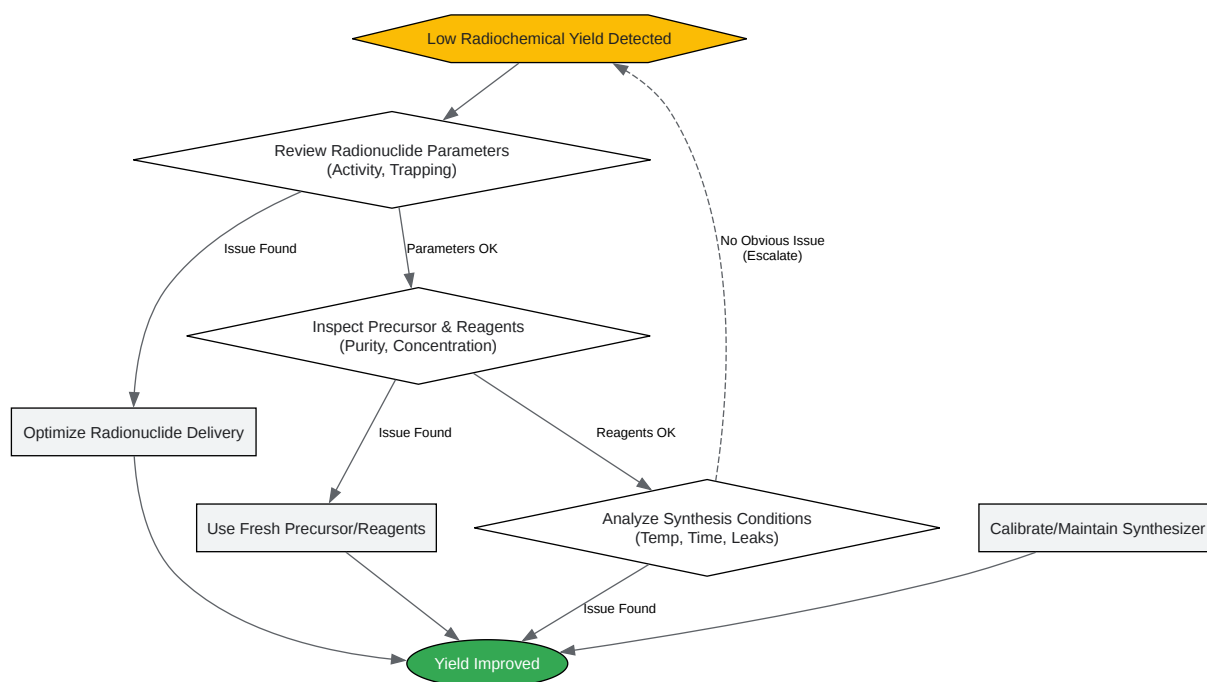 Low Radiochemical Yield Detected
Review Radionuclide Parameters
(Activity, Trapping)
Issue Found
Parameters OK
No Obvious Issue
(Escalate)
Inspect Precursor & Reagents
(Purity, Concentration)
Optimize Radionuclide Delivery
Issue Found
Reagents OK
Use Fresh Precursor/Reagents
Analyze Synthesis Conditions
(Temp, Time, Leaks)
Calibrate/Maintain Synthesizer
Issue Found
Yield Improved